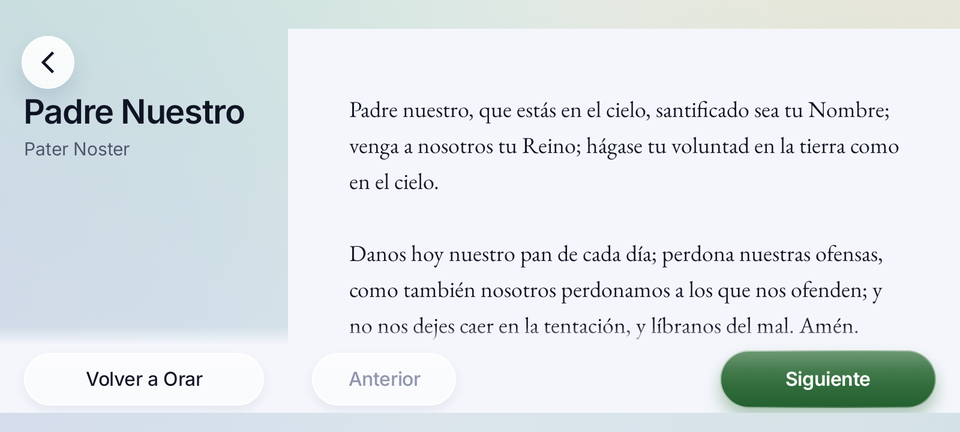 Padre Nuestro
Pater Noster
Padre nuestro, que estás en el cielo, santificado sea tu Nombre;
venga a nosotros tu Reino; hágase tu voluntad en la tierra como
en el cielo.
Danos hoy nuestro pan de cada día; perdona nuestras ofensas,
como también nosotros perdonamos a los que nos ofenden; y
no nos dejes caer en la tentación, y líbranos del mal. Amén.
Volver a Orar
Anterior
Siguiente